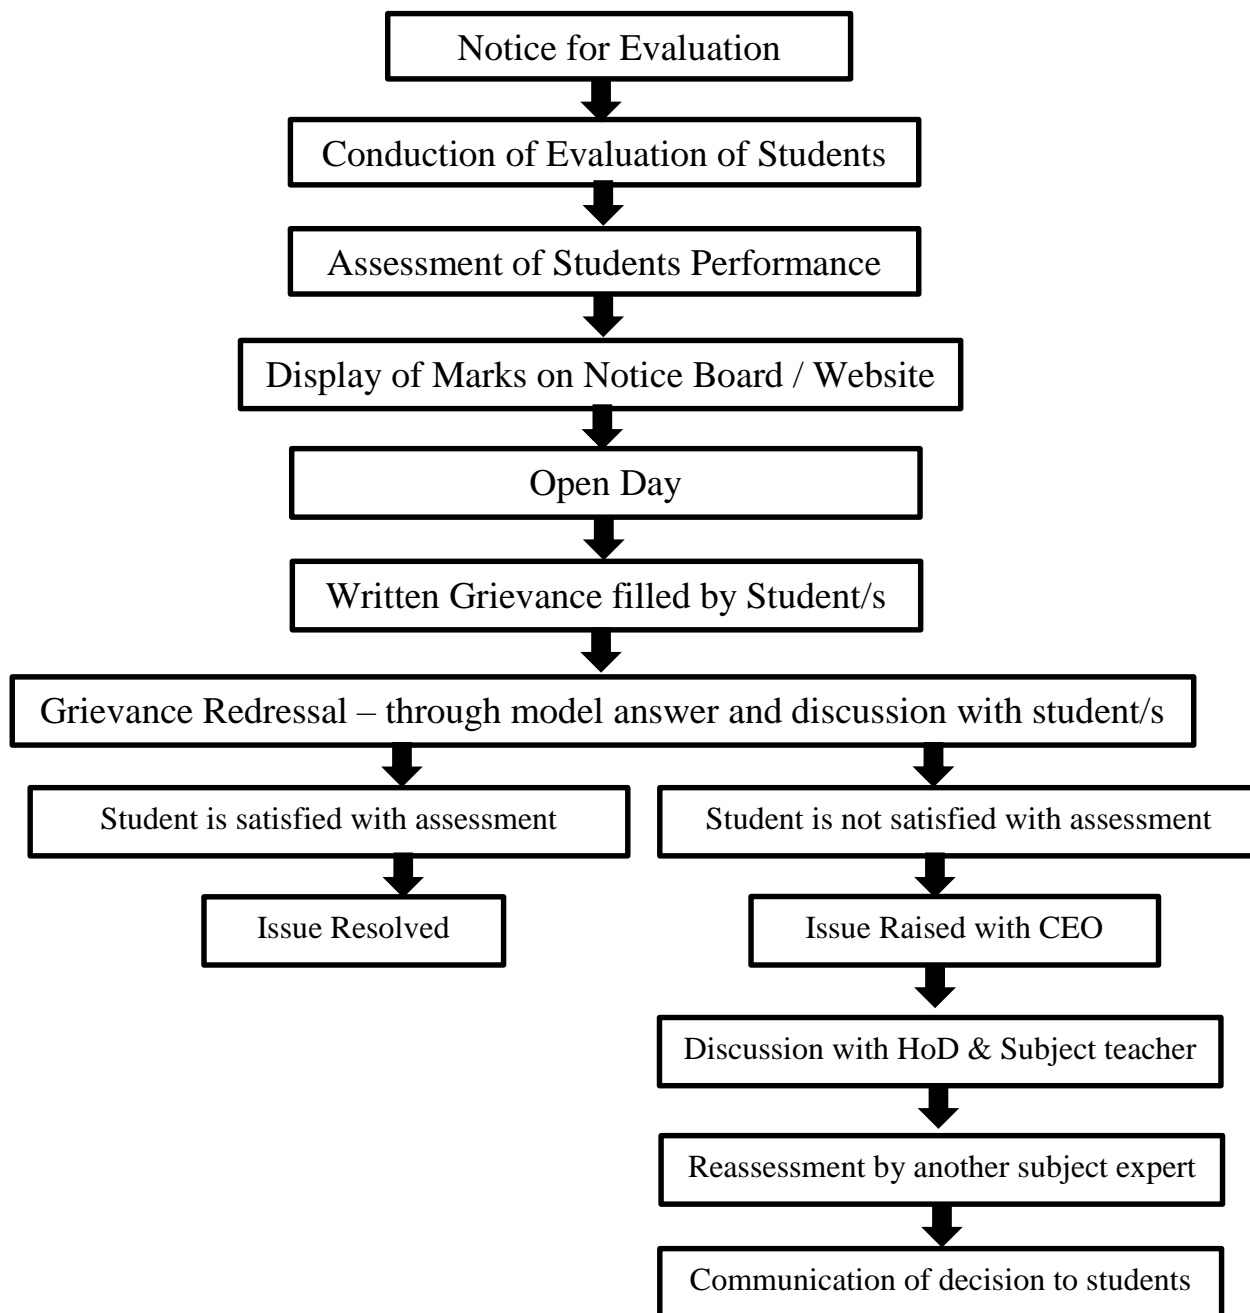 Notice for Evaluation
Conduction of Evaluation of Students
Assessment of Students Performance
Display of Marks on Notice Board / Website
Open Day
Written Grievance filled by Student/s
Grievance Redressal – through model answer and discussion with student/s
Student is satisfied with assessment
Student is not satisfied with assessment
Issue Resolved
Issue Raised with CEO
Discussion with HoD & Subject teacher
Reassessment by another subject expert
Communication of decision to students